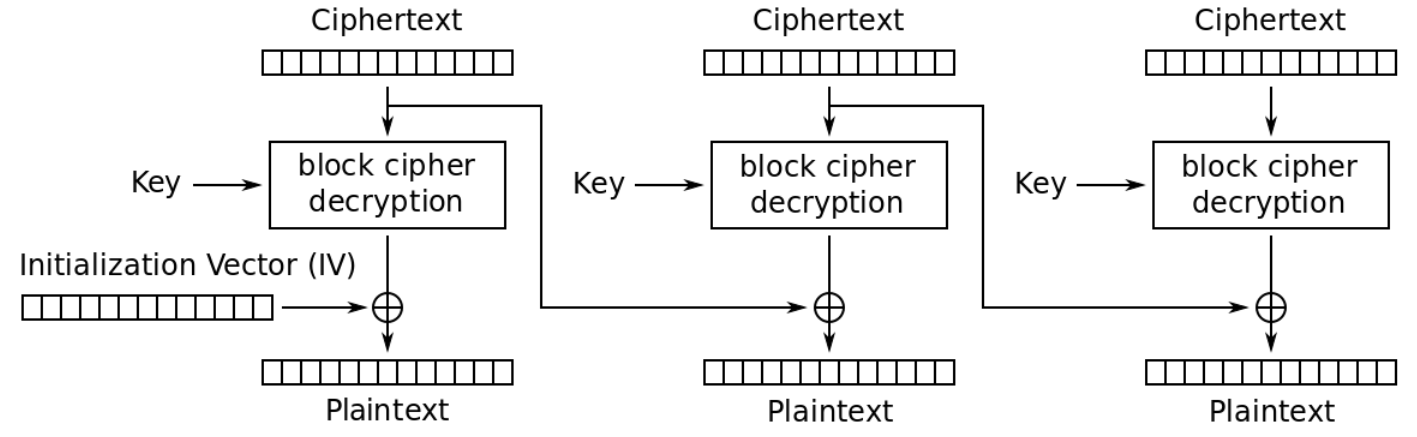 Ciphertext
Ciphertext
Ciphertext
block cipher
decryption
block cipher
decryption
block cipher
decryption
Key
Key
Key
Initialization Vector (IV)
Plaintext
Plaintext
Plaintext